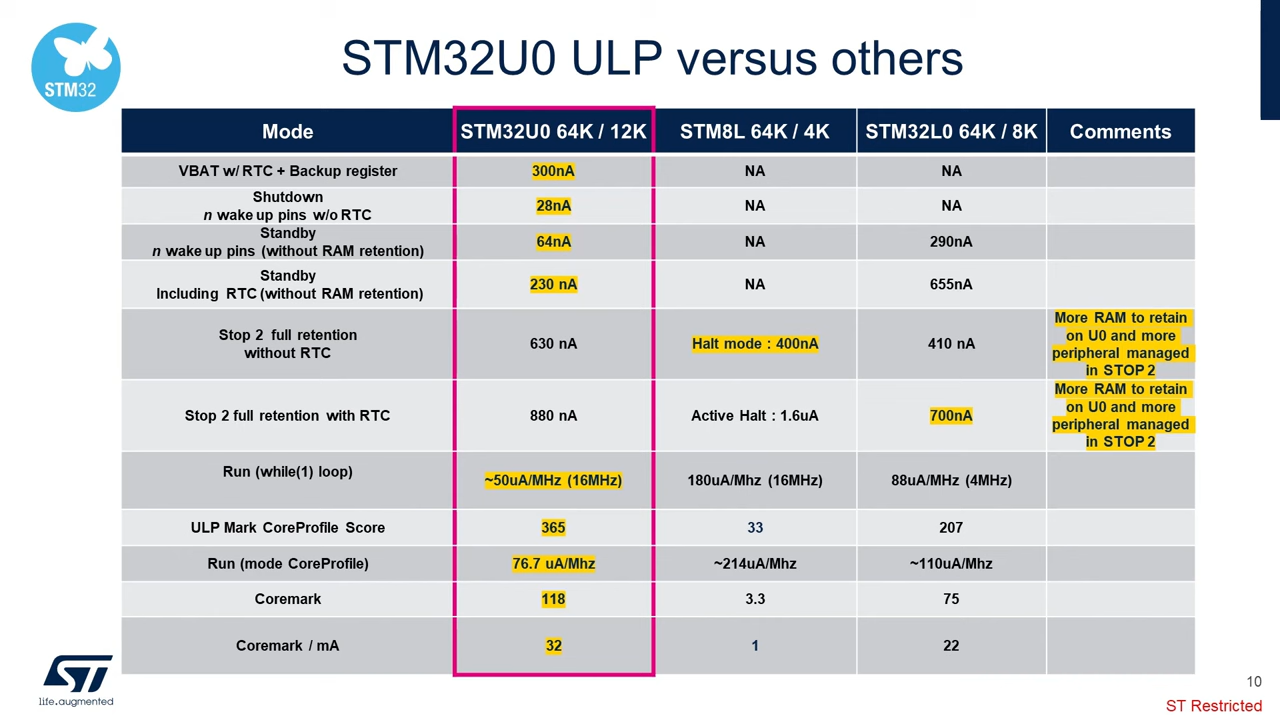 STM32
STM32U0 ULP versus others
Mode STM32U0 64K / 12K STM8L 64K / 4K STM32L0 64K / 8K Comments
VBAT w/ RTC + Backup register 300nA NA NA
Shutdown
n wake up pins w/o RTC 28nA NA NA
Standby
n wake up pins (without RAM retention) 64nA NA 290nA
Standby
Including RTC (without RAM retention) 230 nA NA 655nA
Stop 2 full retention
without RTC 630 nA Halt mode : 400nA 410 nA
More RAM to retain
on U0 and more
peripheral managed
in STOP 2
Stop 2 full retention with RTC 880 nA Active Halt : 1.6uA 700nA
More RAM to retain
on U0 and more
peripheral managed
in STOP 2
Run (while(1) loop) ~50uA/MHz (16MHz) 180uA/Mhz (16MHz) 88uA/MHz (4MHz)
ULP Mark CoreProfile Score 365 33 207
Run (mode CoreProfile) 76.7 uA/Mhz ~214uA/Mhz ~110uA/Mhz
Coremark 118 3.3 75
Coremark / mA 32 1 22
ST
life.augmented
10
ST Restricted